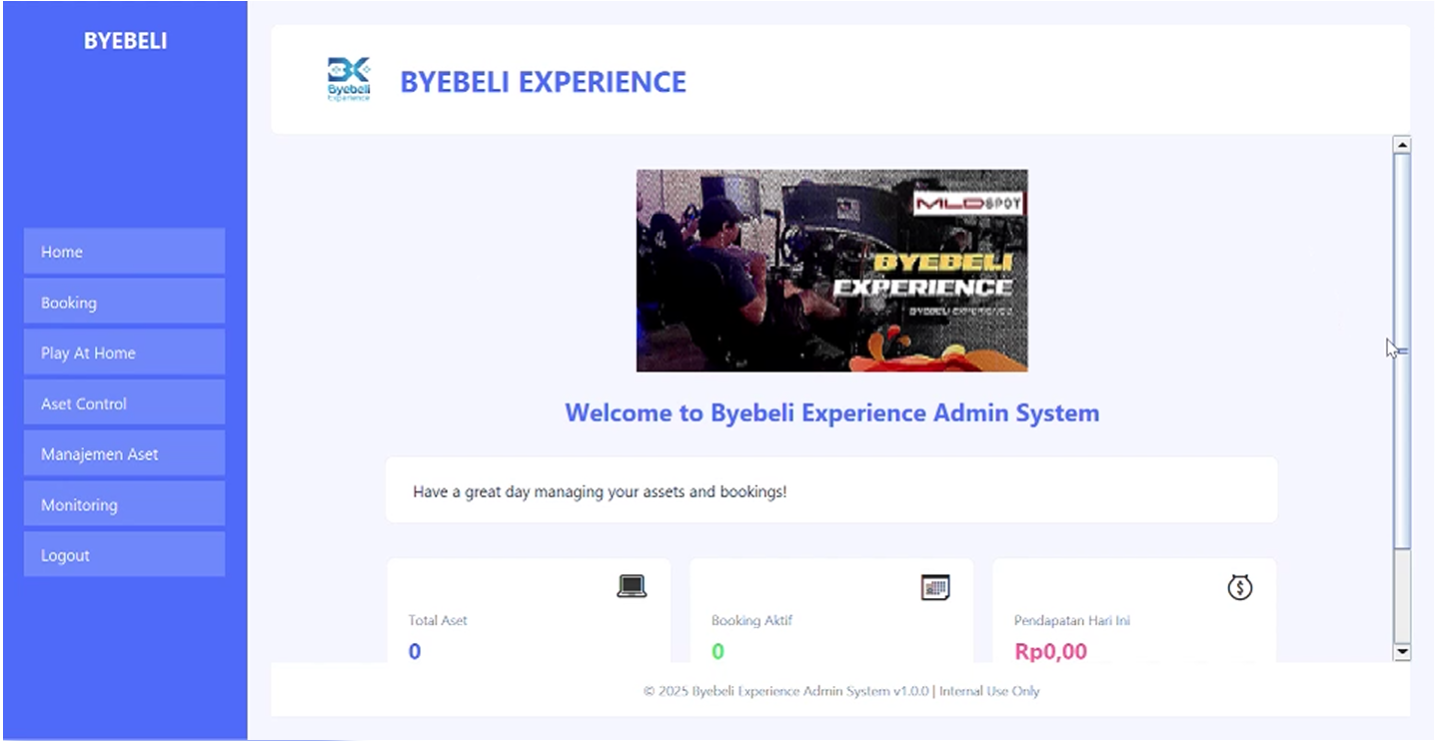 BYEBELI
Byebeli
Experience
BYEBELI EXPERIENCE
MLDSPOT
BYEBELI
EXPERIENCE
BYEBELI EXPERIENCE
Home
Booking
Play At Home
Aset Control
Manajemen Aset
Monitoring
Logout
Welcome to Byebeli Experience Admin System
Have a great day managing your assets and bookings!
Total Aset
0
Booking Aktif
0
Pendapatan Hari Ini
Rp0,00
© 2025 Byebeli Experience Admin System v1.0.0 | Internal Use Only